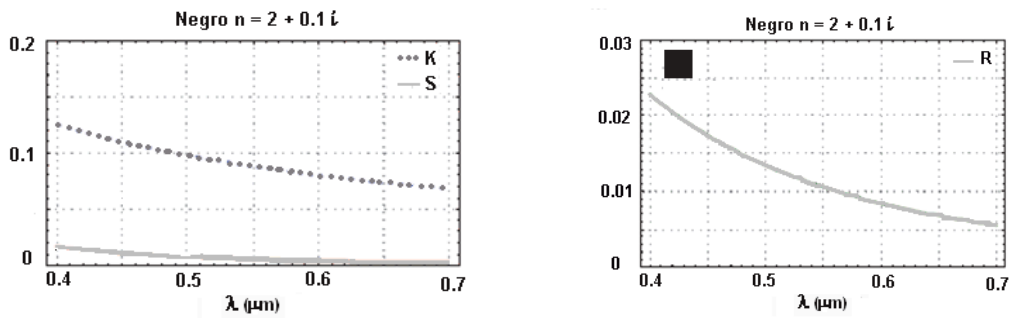 Negro n = 2 + 0.1 i
0.2
0.1
0
K
S
0.4
0.5
0.6
0.7
λ (μm)
Negro n = 2 + 0.1 i
0.03
0.02
0.01
0
R
0.4
0.5
0.6
0.7
λ (μm)